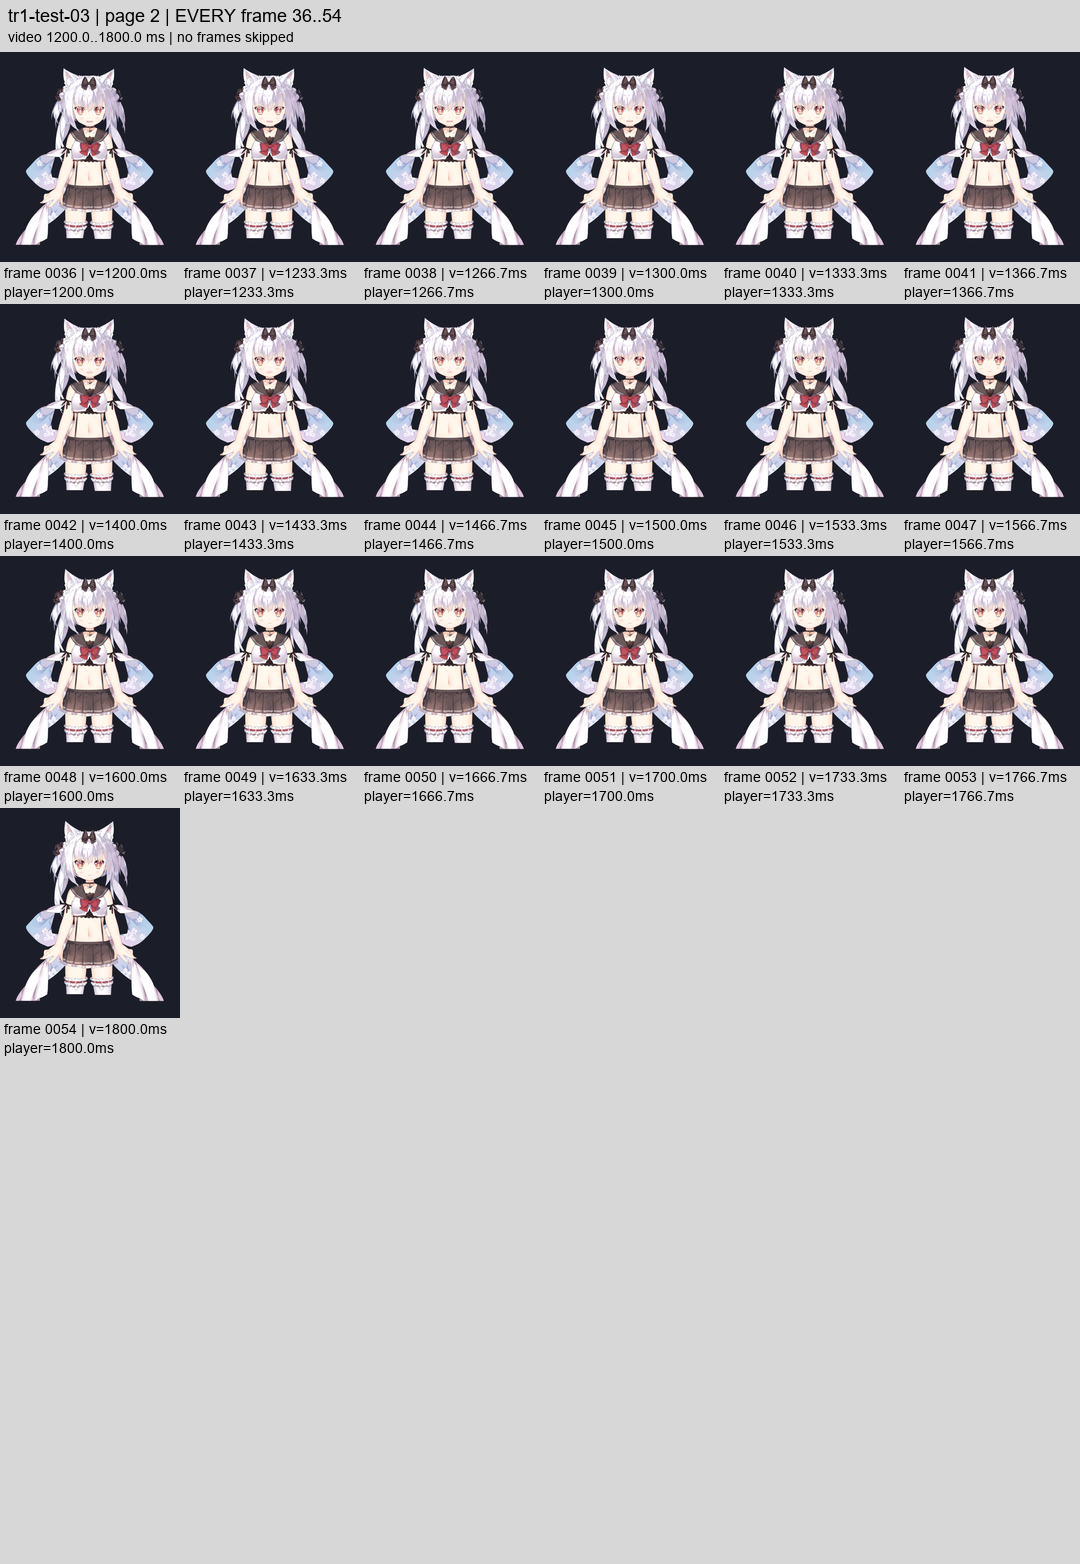 tr1-test-03 | page 2 | EVERY frame 36..54
video 1200.0..1800.0 ms | no frames skipped
frame 0036 | v=1200.0ms
player=1200.0ms
frame 0037 | v=1233.3ms
player=1233.3ms
frame 0038 | v=1266.7ms
player=1266.7ms
frame 0039 | v=1300.0ms
player=1300.0ms
frame 0040 | v=1333.3ms
player=1333.3ms
frame 0041 | v=1366.7ms
player=1366.7ms
frame 0042 | v=1400.0ms
player=1400.0ms
frame 0043 | v=1433.3ms
player=1433.3ms
frame 0044 | v=1466.7ms
player=1466.7ms
frame 0045 | v=1500.0ms
player=1500.0ms
frame 0046 | v=1533.3ms
player=1533.3ms
frame 0047 | v=1566.7ms
player=1566.7ms
frame 0048 | v=1600.0ms
player=1600.0ms
frame 0049 | v=1633.3ms
player=1633.3ms
frame 0050 | v=1666.7ms
player=1666.7ms
frame 0051 | v=1700.0ms
player=1700.0ms
frame 0052 | v=1733.3ms
player=1733.3ms
frame 0053 | v=1766.7ms
player=1766.7ms
frame 0054 | v=1800.0ms
player=1800.0ms